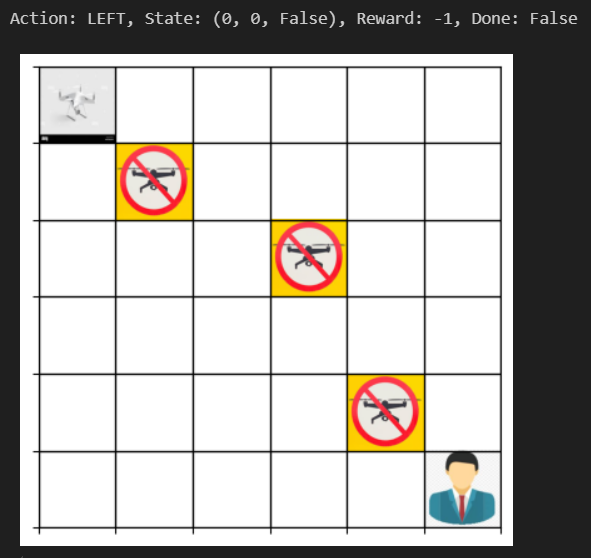 Action: LEFT, State: (0, 0, False), Reward: -1, Done: False